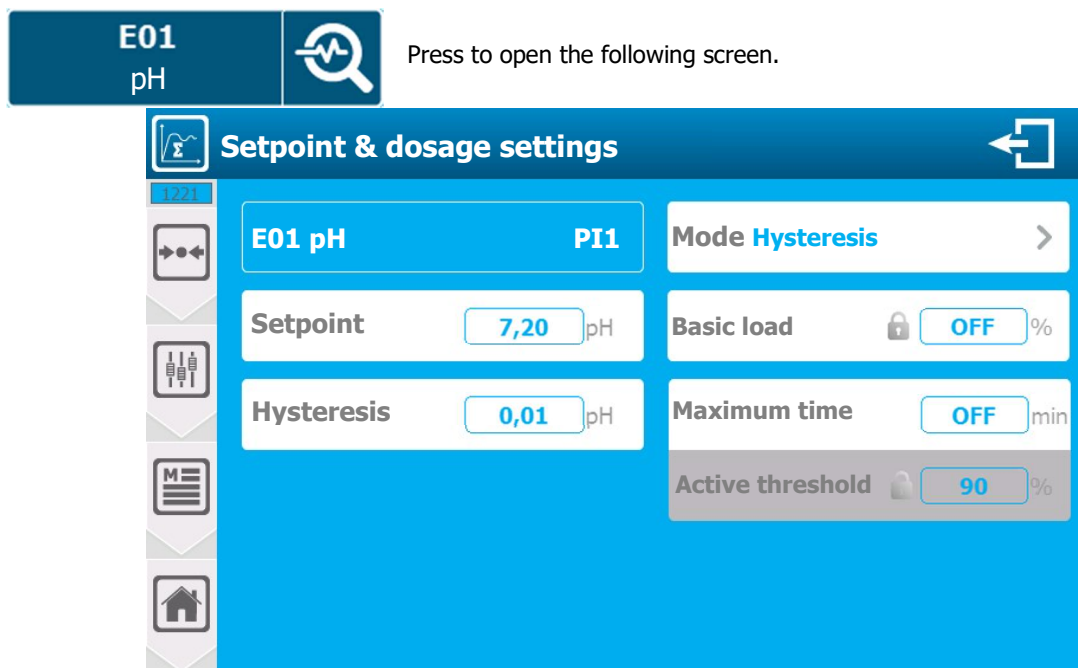 E01
pH
Press to open the following screen.
Σ
Setpoint & dosage settings
1221
E01 pH PI1
Mode Hysteresis
Setpoint 7,20 pH
Basic load OFF %
Hysteresis 0,01 pH
Maximum time OFF min
M
Active threshold 90 %